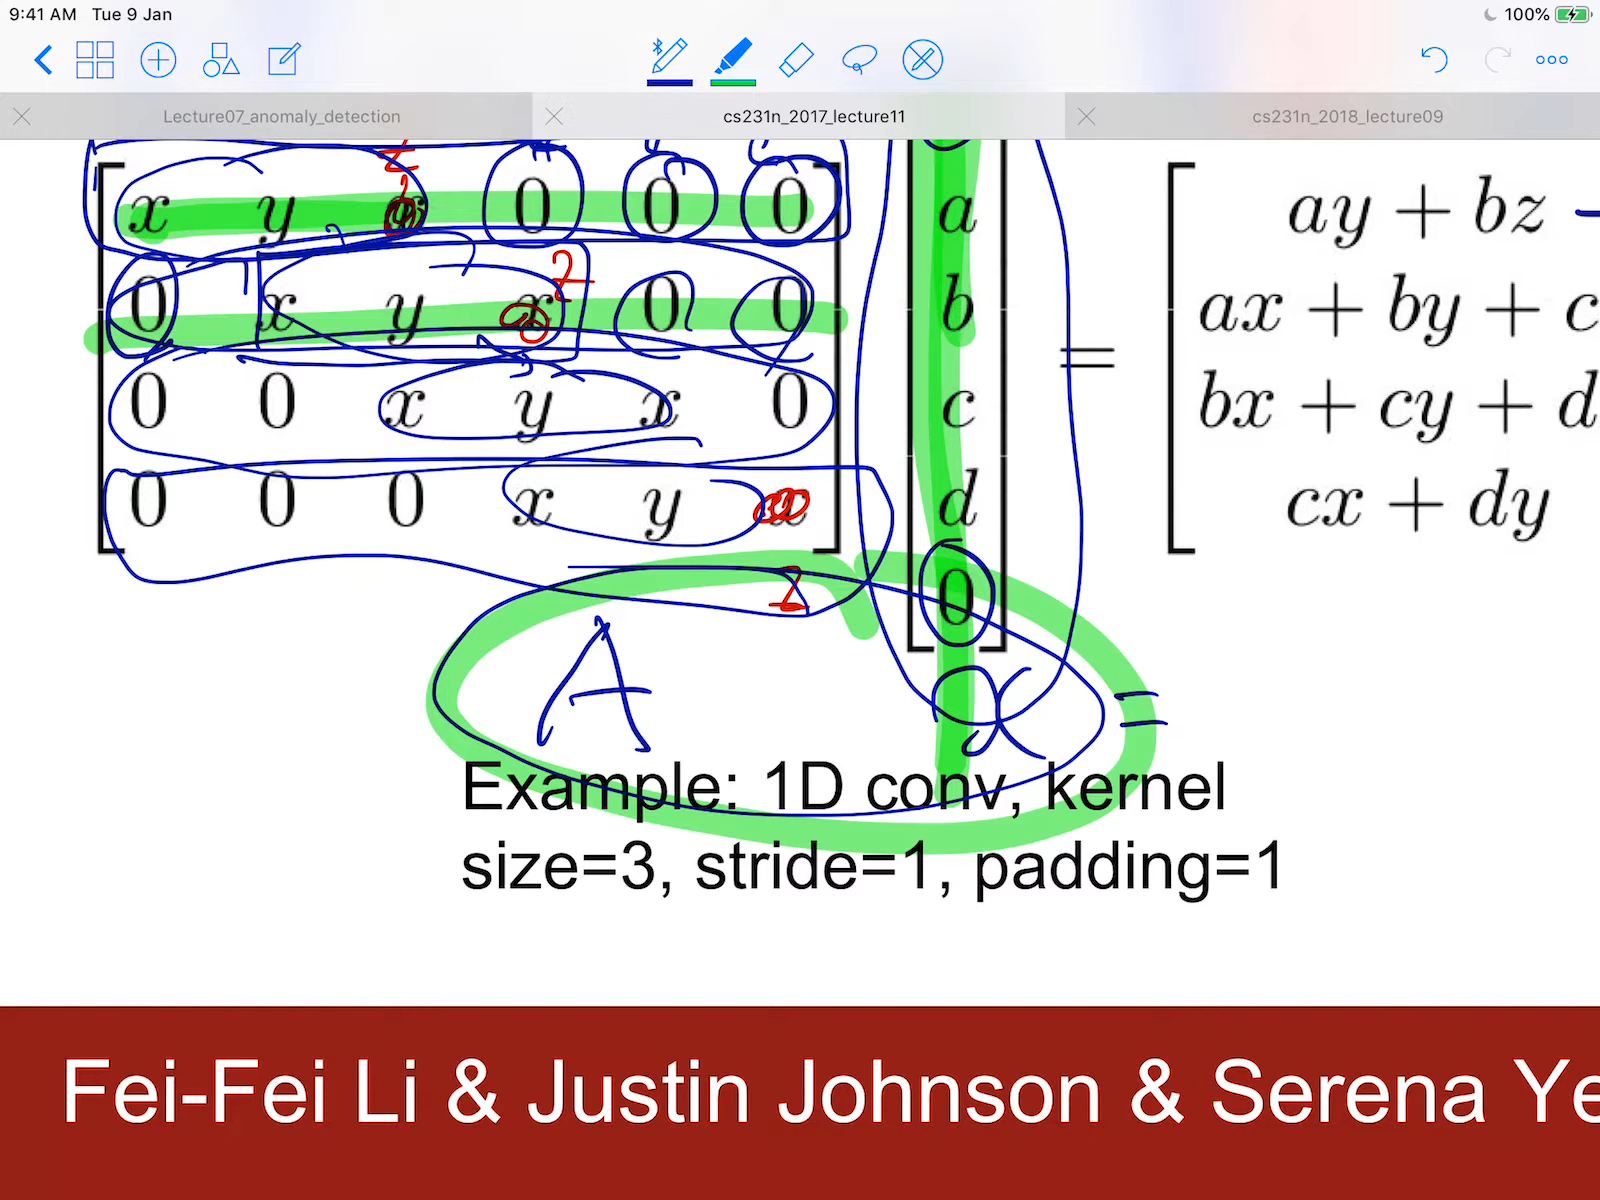 9:41 AM Tue 9 Jan 100%
Lecture07_anomaly_detection cs231n_2017_lecture11 cs231n_2018_lecture09
x y z 0 0 0 a ay + bz
0 x y x z 0 0 b = ax + by + c
0 0 x y x 0 c bx + cy + d
0 0 0 x y x d cx + dy
z 0
A x =
Example: 1D conv, kernel
size=3, stride=1, padding=1
Fei-Fei Li & Justin Johnson & Serena Ye